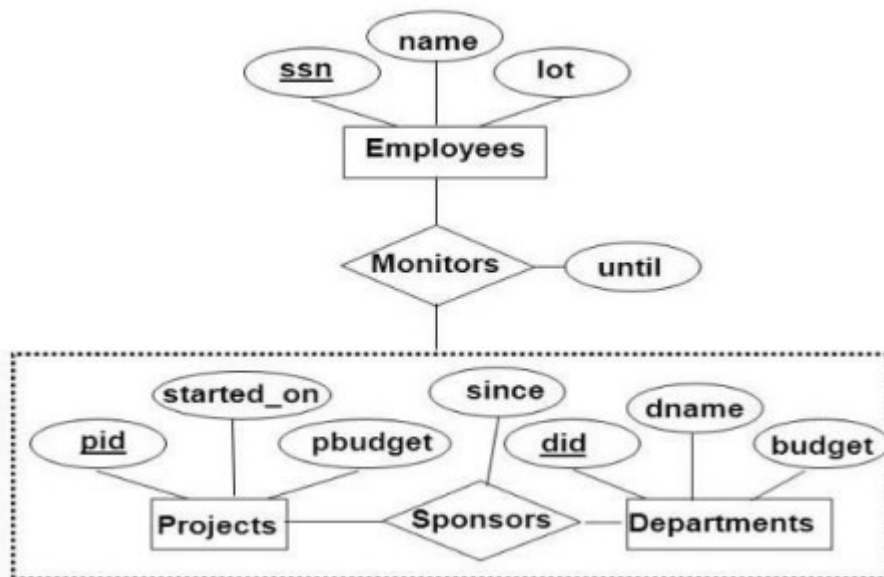 name
ssn
lot
Employees
Monitors
until
since
started_on
dname
pid
pbudget
did
budget
Projects
Sponsors
Departments